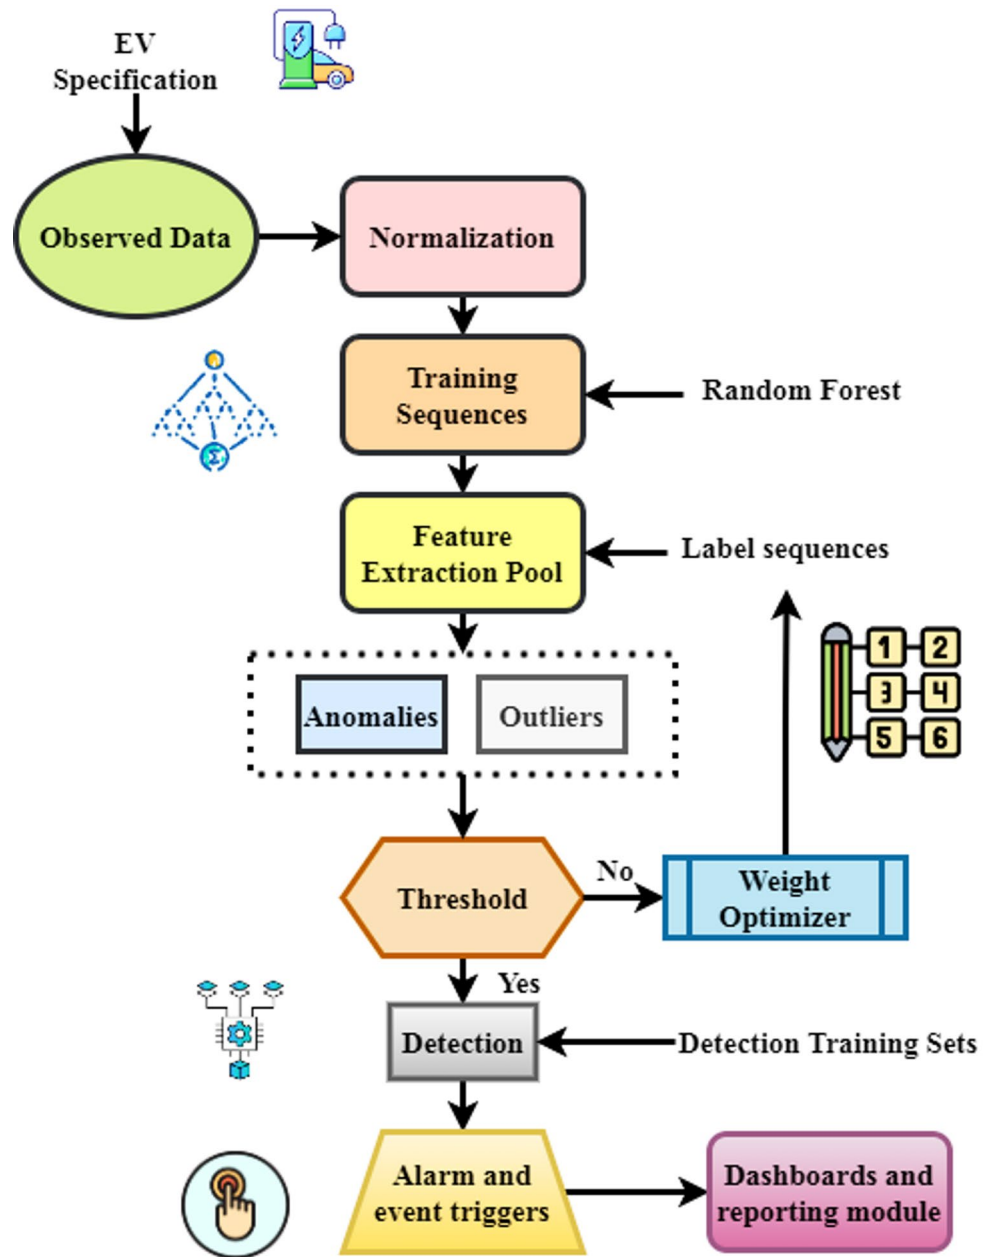 EV
Specification
Observed Data
Normalization
Training
Sequences
Random Forest
Feature
Extraction Pool
Label sequences
1
2
3
4
5
6
Anomalies
Outliers
Threshold
No
Weight
Optimizer
Yes
Detection
Detection Training Sets
Alarm and
event triggers
Dashboards and
reporting module
Σ